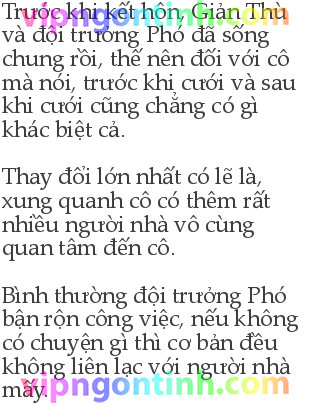 Trước khi kết hôn, Giản Thù
và đội trưởng Phó đã sống
chung rồi, thế nên đối với cô
mà nói, trước khi cưới và sau
khi cưới cũng chẳng có gì
khác biệt cả.
Thay đổi lớn nhất có lẽ là,
xung quanh cô có thêm rất
nhiều người nhà vô cùng
quan tâm đến cô.
Bình thường đội trưởng Phó
bận rộn công việc, nếu không
có chuyện gì thì cơ bản đều
không liên lạc với người nhà
mấy.
vipngontinh.com
vipngontinh.com